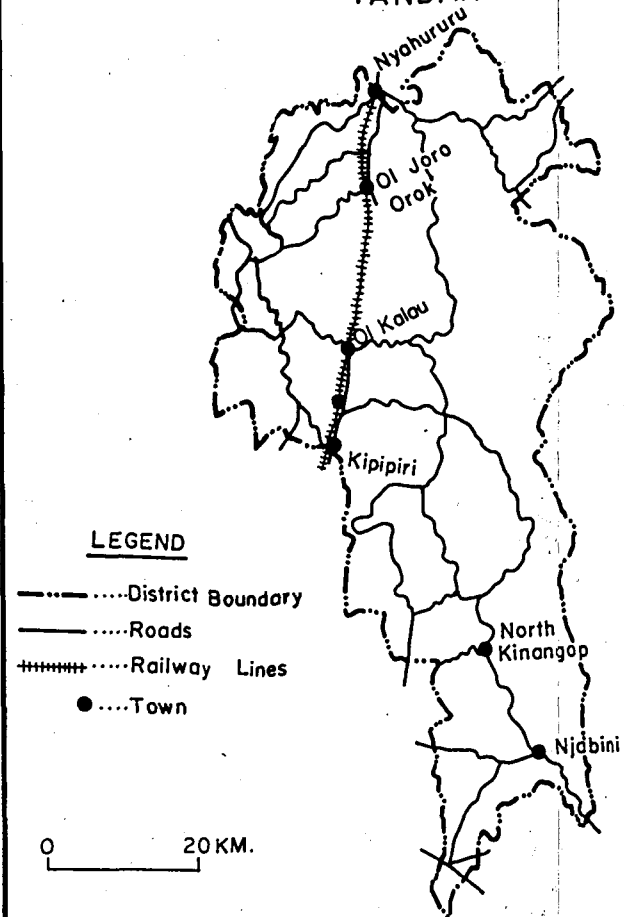 Nyahururu
Ol Joro
Orok
Ol Kalou
Kipipiri
LEGEND
District Boundary
Roads
Railway Lines
Town
North
Kinangop
Njabini
0 20 KM.